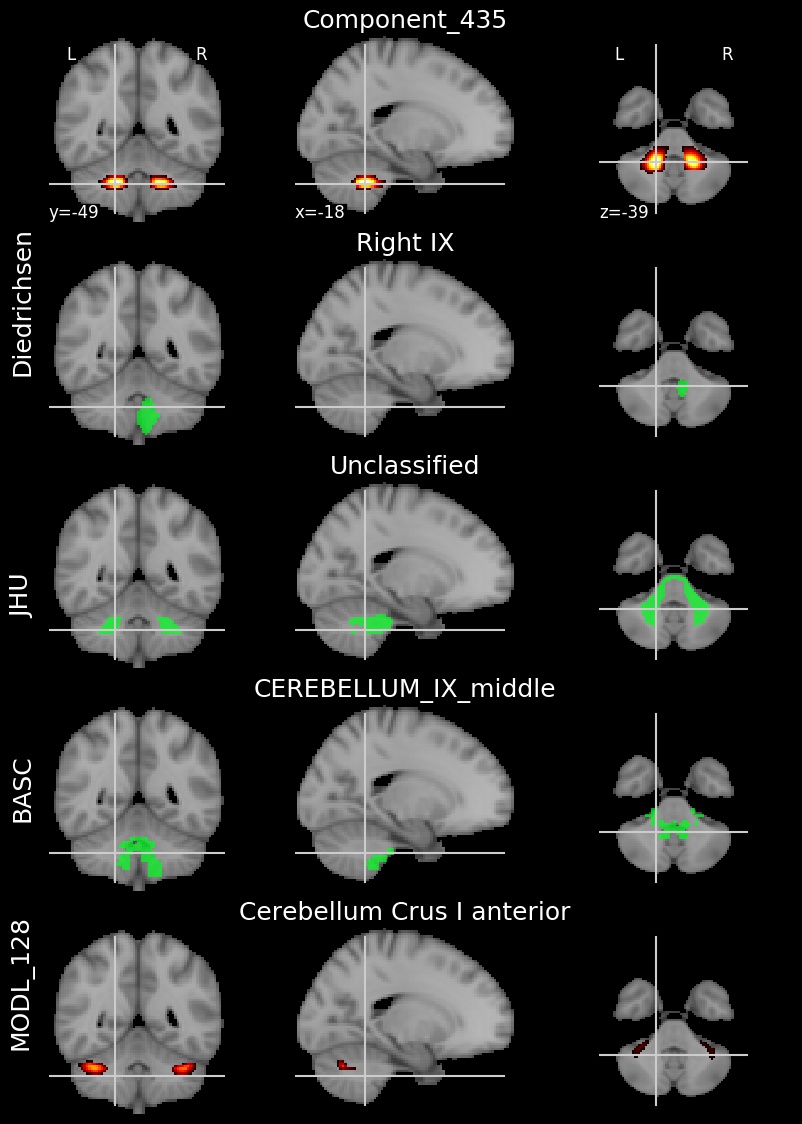 Component_435
L R L R
y=-49 x=-18 z=-39
Diedrichsen
Right IX
JHU
Unclassified
BASC
CEREBELLUM_IX_middle
MODL_128
Cerebellum Crus I anterior